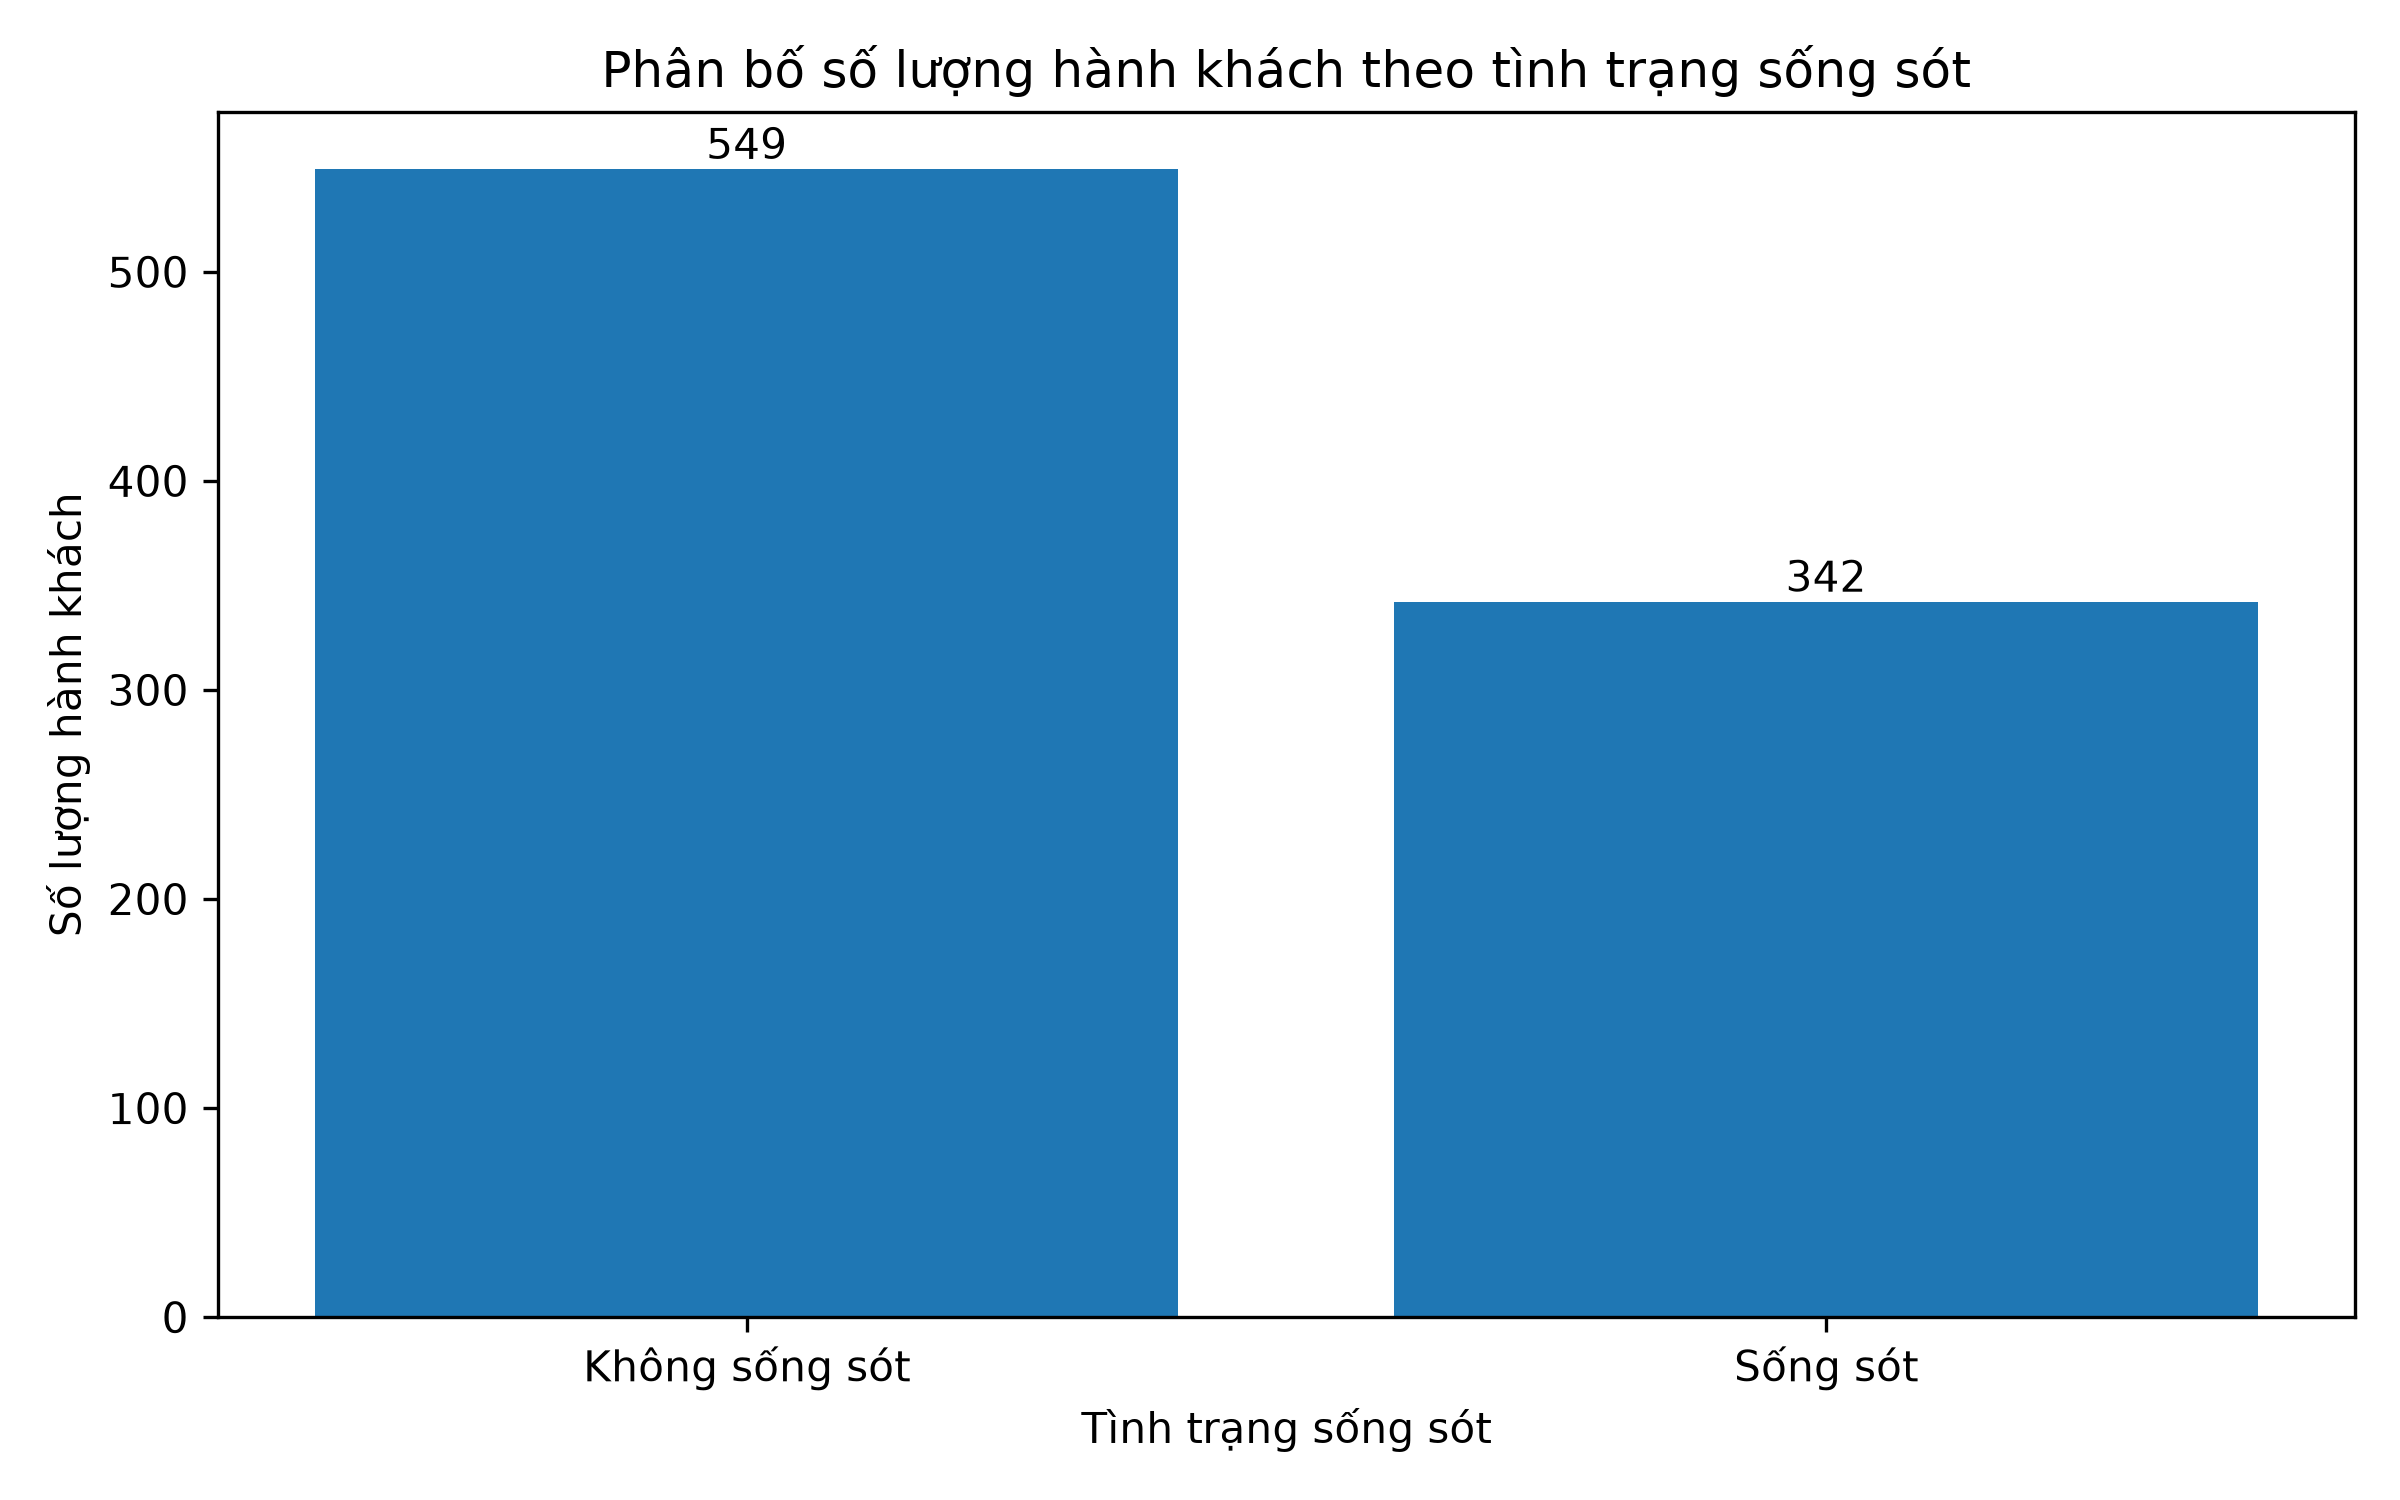 Phân bố số lượng hành khách theo tình trạng sống sót
549
500
400
342
300
200
100
0
Số lượng hành khách
Không sống sót
Sống sót
Tình trạng sống sót